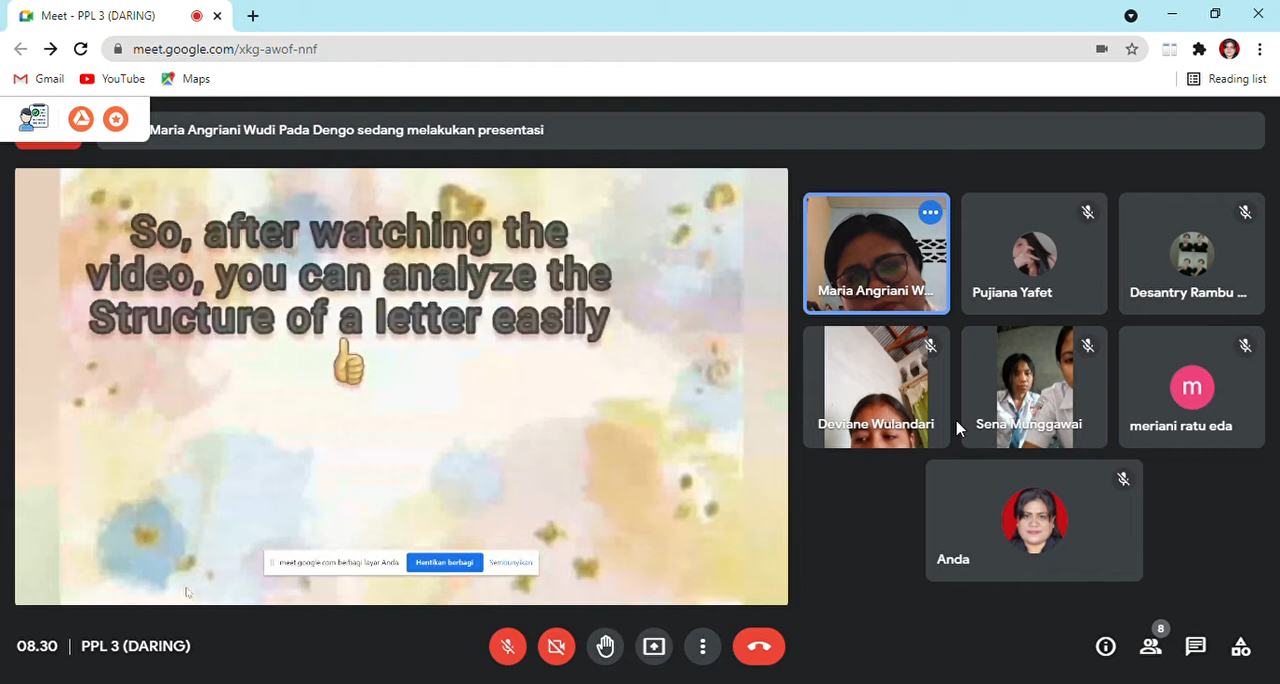 Meet - PPL 3 (DARING)
meet.google.com/xkg-awof-nnf
Gmail
YouTube
Maps
Reading list
Maria Angriani Wudi Pada Dengo sedang melakukan presentasi
So, after watching the
video, you can analyze the
Structure of a letter easily
👍
meet.google.com berbagi layar Anda
Hentikan berbagi
Sembunyikan
Maria Angriani W...
Pujiana Yafet
Desantry Rambu ...
Deviane Wulandari
Sena Munggawai
m
meriani ratu eda
Anda
08.30 | PPL 3 (DARING)
8